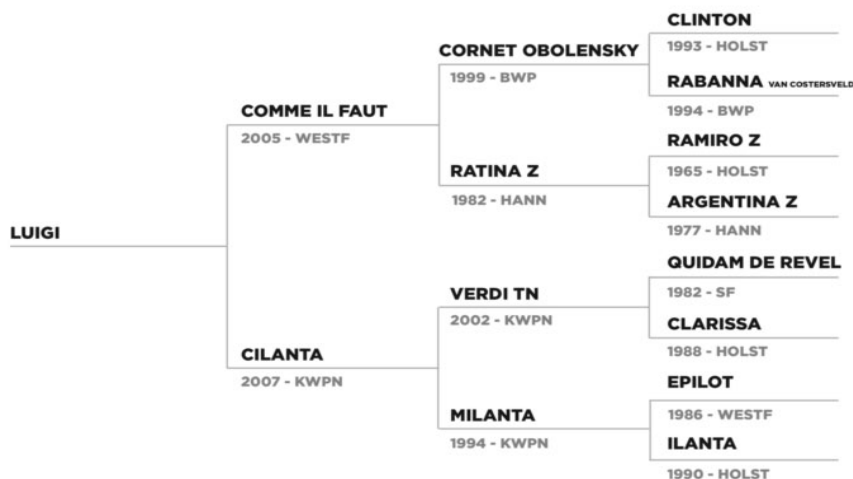 CLINTON
1993 - HOLST
CORNET OBOLENSKY
1999 - BWP
RABANNA VAN COSTERSVELD
1994 - BWP
COMME IL FAUT
2005 - WESTF
RAMIRO Z
1965 - HOLST
RATINA Z
1982 - HANN
ARGENTINA Z
1977 - HANN
LUIGI
QUIDAM DE REVEL
1982 - SF
VERDI TN
2002 - KWPN
CLARISSA
1988 - HOLST
CILANTA
2007 - KWPN
EPILOT
1986 - WESTF
MILANTA
1994 - KWPN
ILANTA
1990 - HOLST